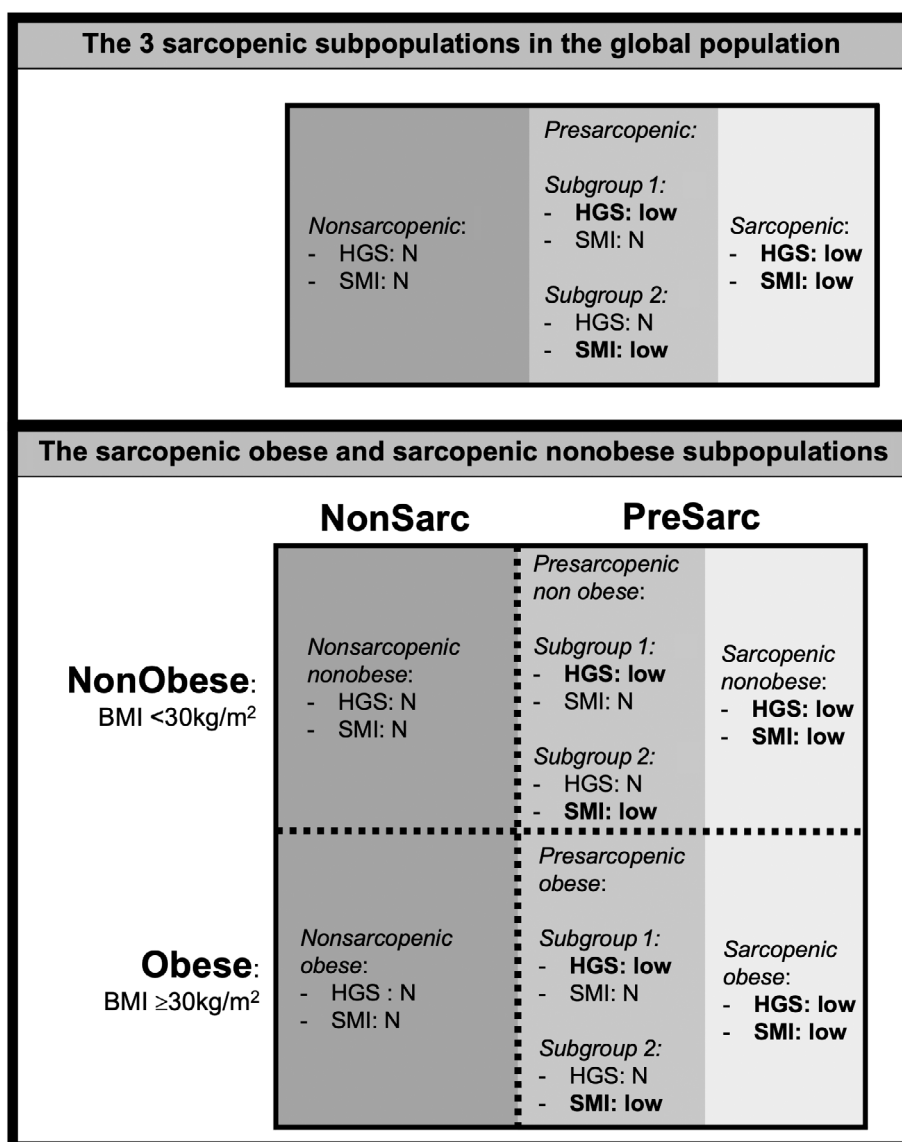 The 3 sarcopenic subpopulations in the global population
Nonsarcopenic:
- HGS: N
- SMI: N
Presarcopenic:
Subgroup 1:
- HGS: low
- SMI: N
Subgroup 2:
- HGS: N
- SMI: low
Sarcopenic:
- HGS: low
- SMI: low
The sarcopenic obese and sarcopenic nonobese subpopulations
NonSarc
PreSarc
NonObese:
BMI <30kg/m²
Nonsarcopenic
nonobese:
- HGS: N
- SMI: N
Presarcopenic
non obese:
Subgroup 1:
- HGS: low
- SMI: N
Subgroup 2:
- HGS: N
- SMI: low
Sarcopenic
nonobese:
- HGS: low
- SMI: low
Obese:
BMI ≥30kg/m²
Nonsarcopenic
obese:
- HGS : N
- SMI: N
Presarcopenic
obese:
Subgroup 1:
- HGS: low
- SMI: N
Subgroup 2:
- HGS: N
- SMI: low
Sarcopenic
obese:
- HGS: low
- SMI: low